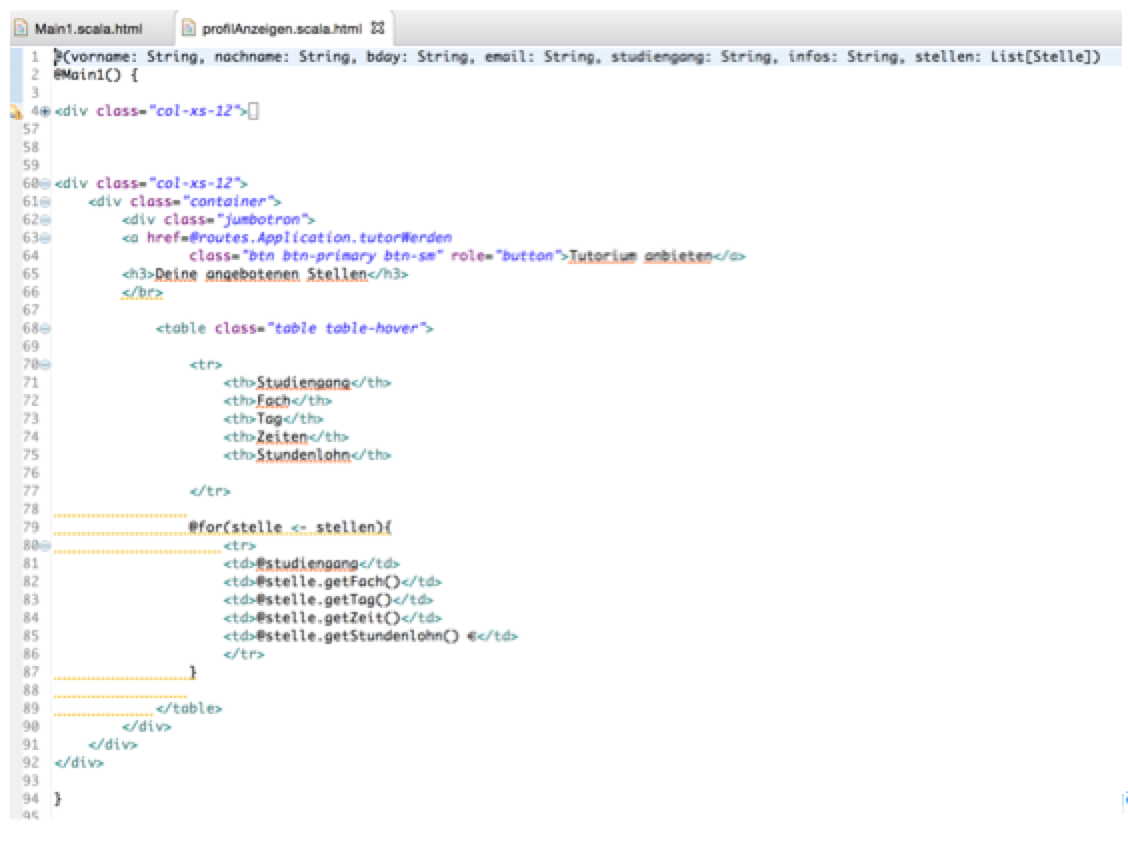 Main1.scala.html profilAnzeigen.scala.html
1 @(vorname: String, nachname: String, bday: String, email: String, studiengang: String, infos: String, stellen: List[Stelle])
2 @Main1() {
3
4 <div class="col-xs-12">
57
58
59
60 <div class="col-xs-12">
61 <div class="container">
62 <div class="jumbotron">
63 <a href=@routes.Application.tutorWerden
64 class="btn btn-primary btn-sm" role="button">Tutorium anbieten</a>
65 <h3>Deine angebotenen Stellen</h3>
66 </br>
67
68 <table class="table table-hover">
69
70 <tr>
71 <th>Studiengang</th>
72 <th>Fach</th>
73 <th>Tag</th>
74 <th>Zeiten</th>
75 <th>Stundenlohn</th>
76
77 </tr>
78
79 @for(stelle <- stellen){
80 <tr>
81 <td>@studiengang</td>
82 <td>@stelle.getFach()</td>
83 <td>@stelle.getTag()</td>
84 <td>@stelle.getZeit()</td>
85 <td>@stelle.getStundenlohn() €</td>
86 </tr>
87 }
88
89 </table>
90 </div>
91 </div>
92 </div>
93
94 }
95